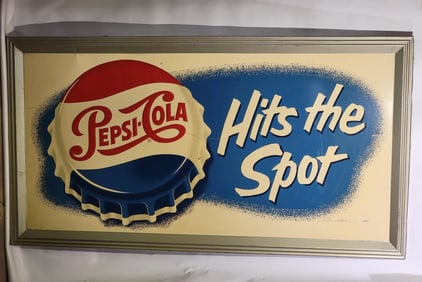 PEPSI-COLA
Hits the
Spot